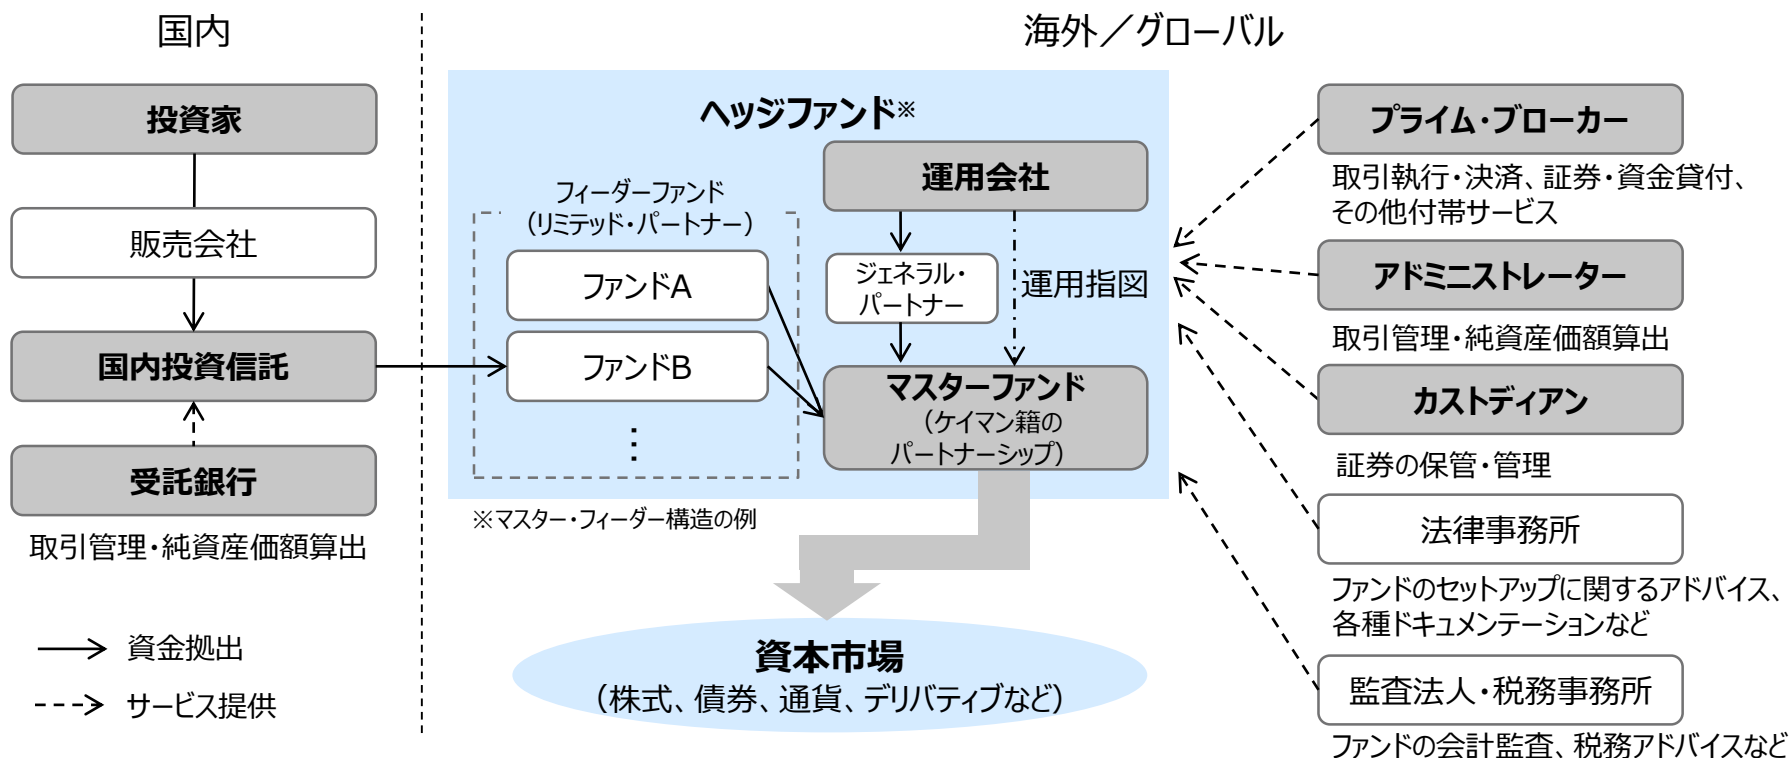 国内
投資家
販売会社
国内投資信託
受託銀行
取引管理・純資産価額算出
資金拠出
サービス提供
海外／グローバル
ヘッジファンド※
フィーダーファンド
（リミテッド・パートナー）
ファンドA
ファンドB
⋮
運用会社
ジェネラル・
パートナー
運用指図
マスターファンド
（ケイマン籍の
パートナーシップ）
※マスター・フィーダー構造の例
資本市場
（株式、債券、通貨、デリバティブなど）
プライム・ブローカー
取引執行・決済、証券・資金貸付、
その他付帯サービス
アドミニストレーター
取引管理・純資産価額算出
カストディアン
証券の保管・管理
法律事務所
ファンドのセットアップに関するアドバイス、
各種ドキュメンテーションなど
監査法人・税務事務所
ファンドの会計監査、税務アドバイスなど